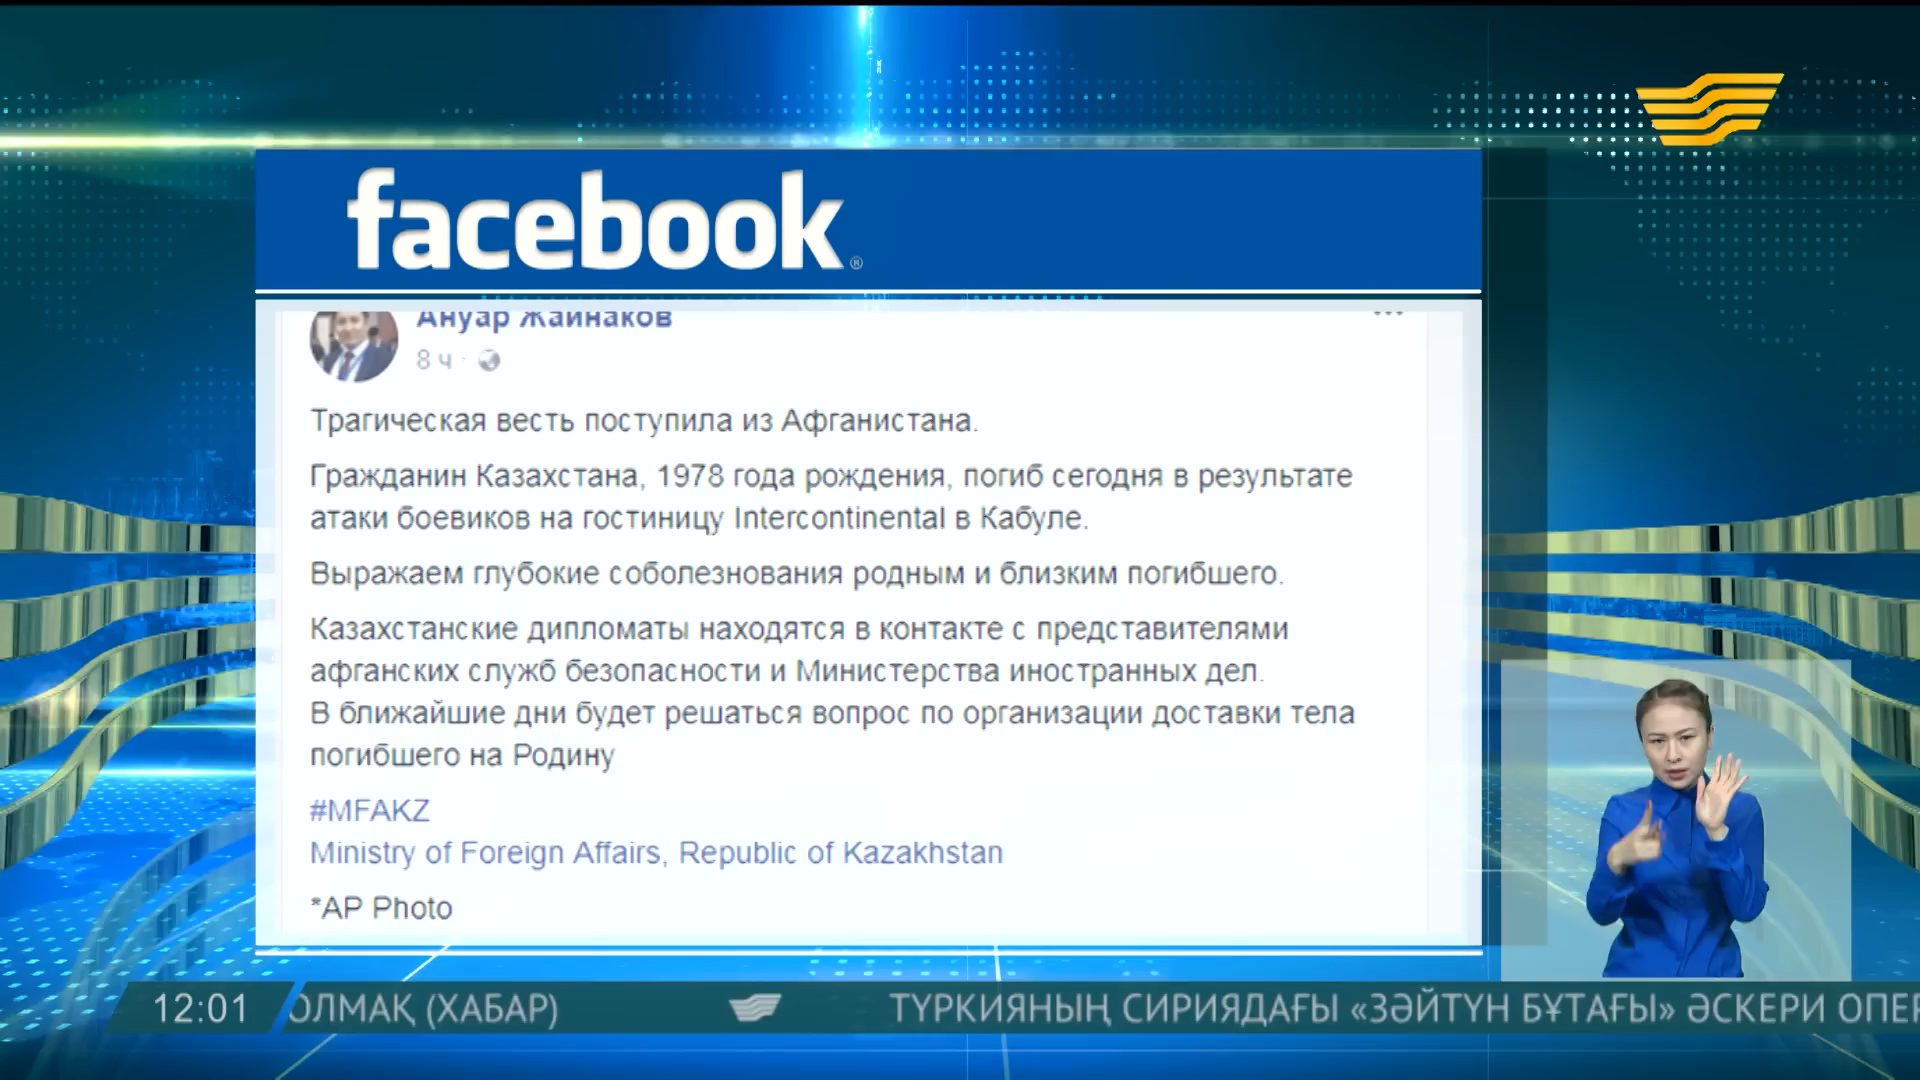 facebook®
Ануар Жайнаков
8 ч ·
Трагическая весть поступила из Афганистана.
Гражданин Казахстана, 1978 года рождения, погиб сегодня в результате
атаки боевиков на гостиницу Intercontinental в Кабуле.
Выражаем глубокие соболезнования родным и близким погибшего.
Казахстанские дипломаты находятся в контакте с представителями
афганских служб безопасности и Министерства иностранных дел.
В ближайшие дни будет решаться вопрос по организации доставки тела
погибшего на Родину
#MFAKZ
Ministry of Foreign Affairs, Republic of Kazakhstan
*AP Photo
12:01 ОЛМАҚ (ХАБАР) ТҮРКИЯНЫҢ СИРИЯДАҒЫ «ЗӘЙТҮН БҰТАҒЫ» ӘСКЕРИ ОПЕР